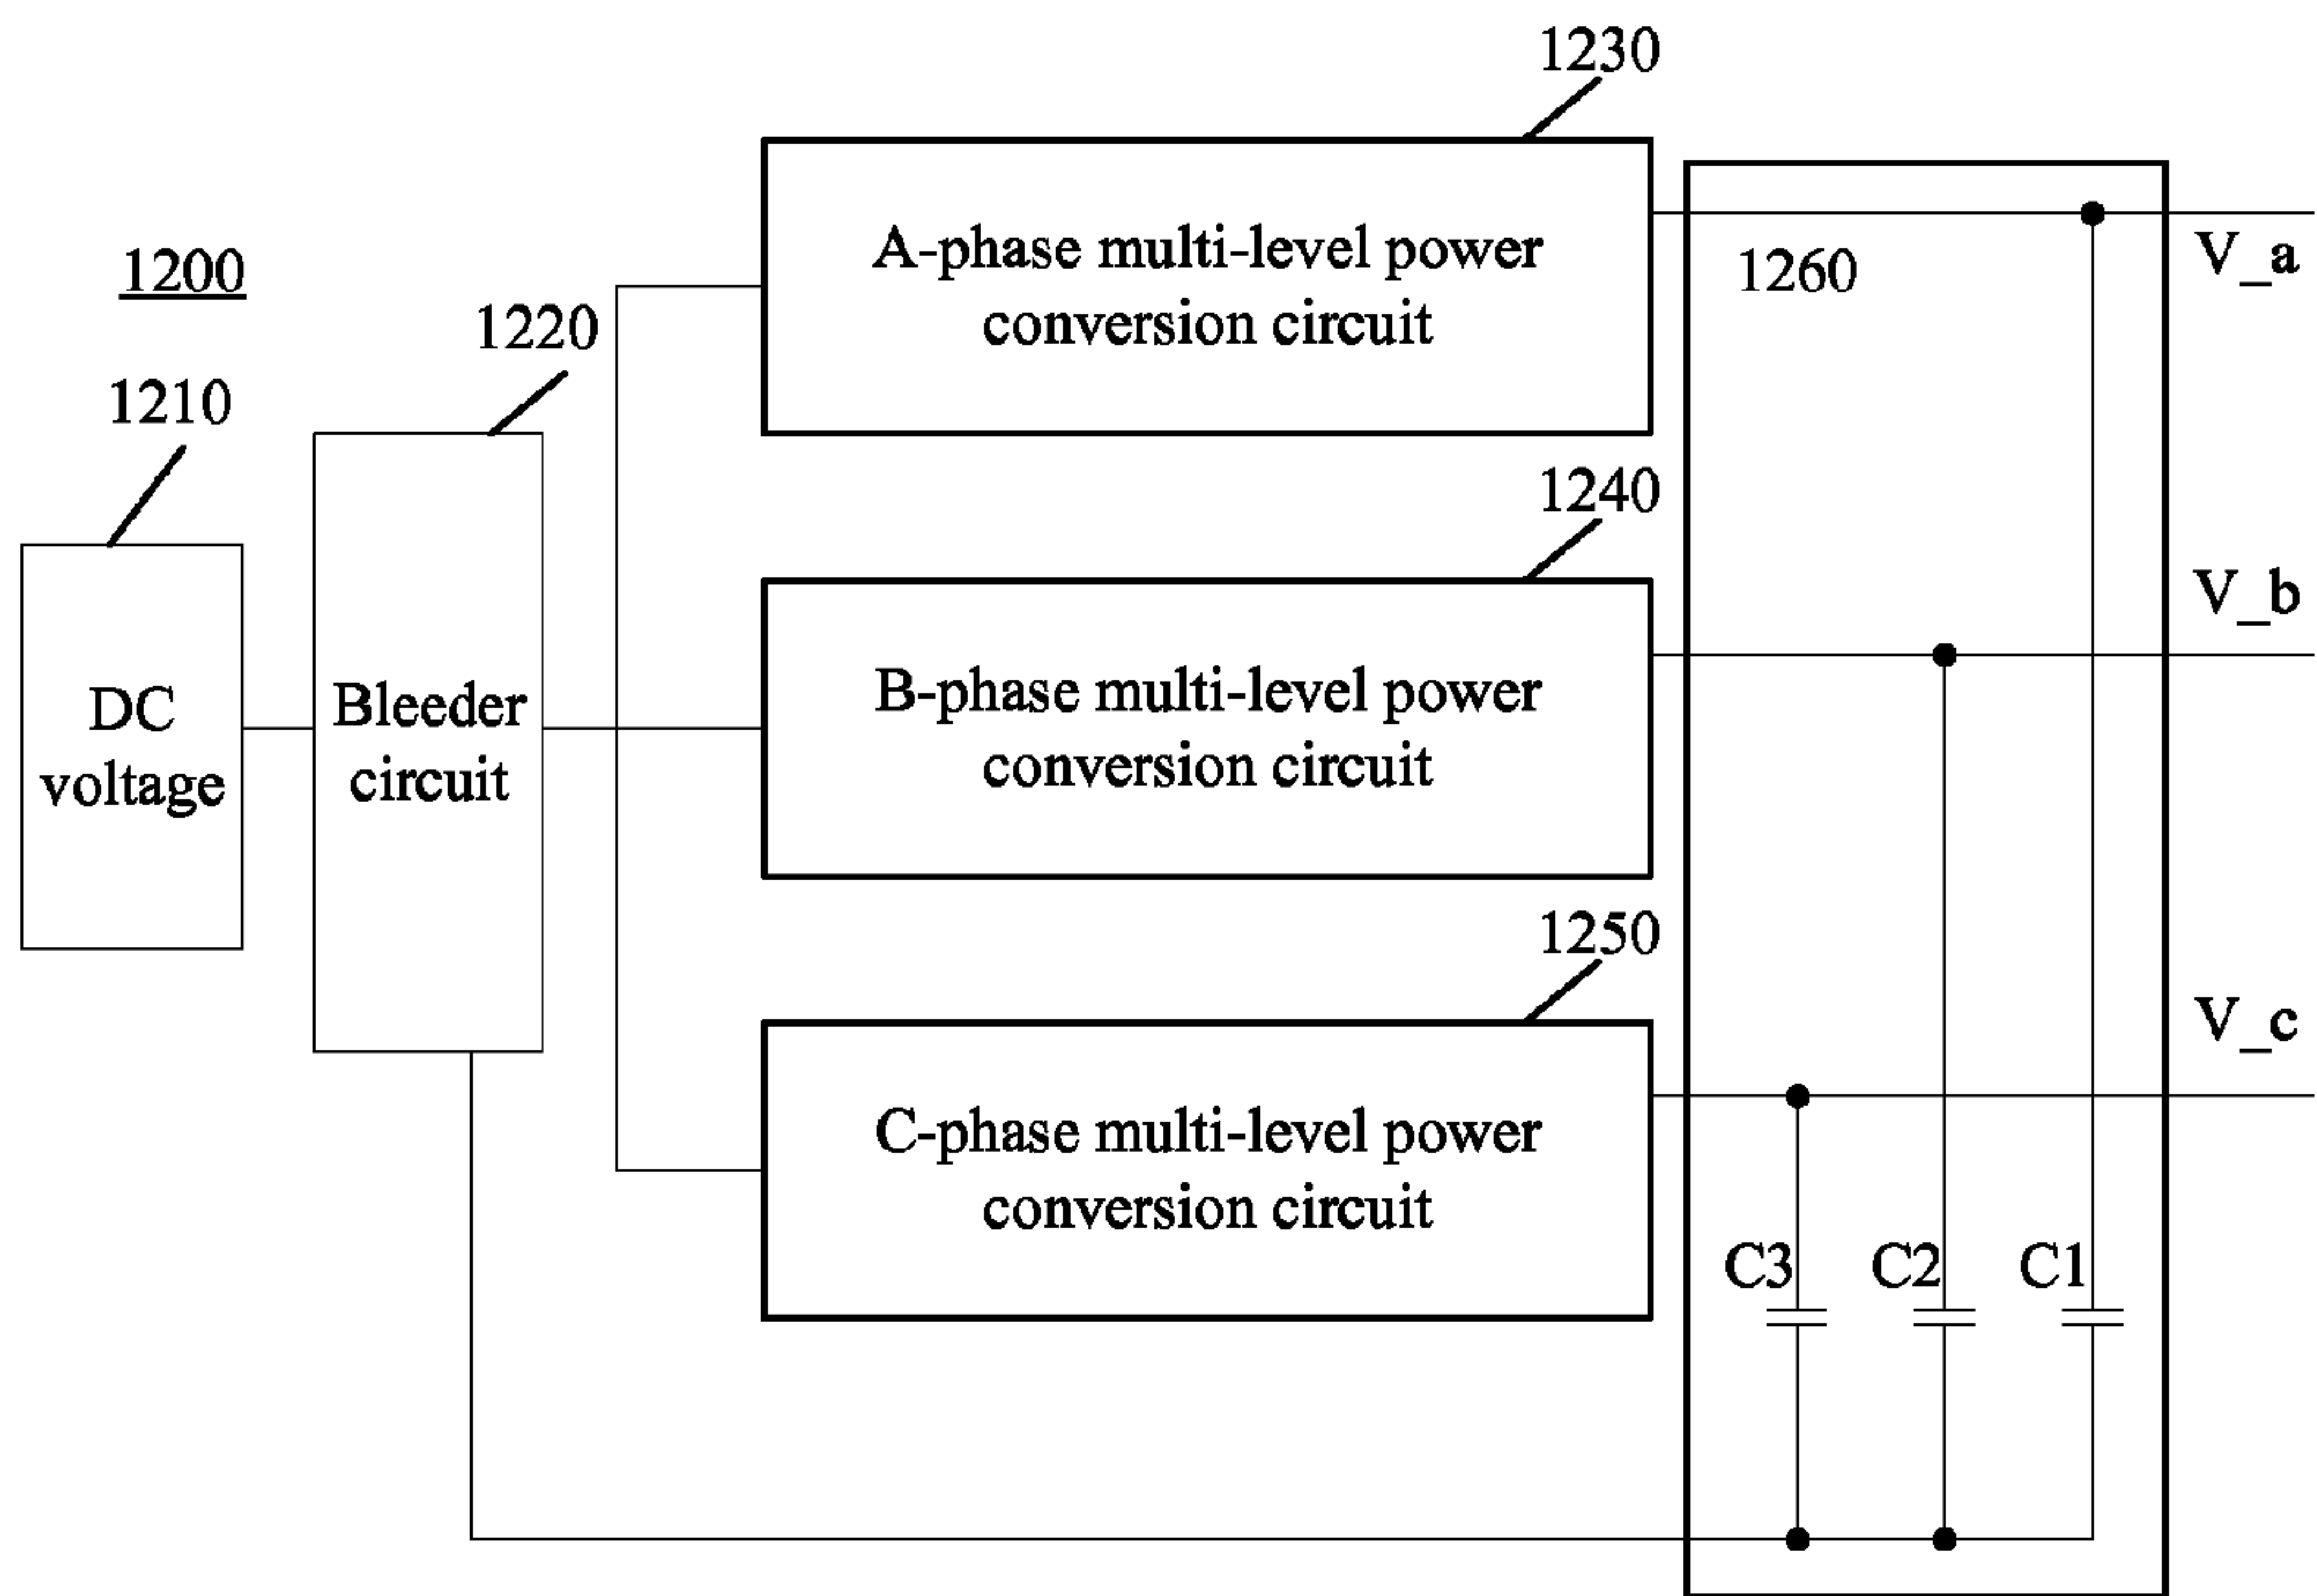 1230
A-phase multi-level power
conversion circuit
1260
V_a
1200
1220
1210
1240
V_b
DC
voltage
Bleeder
circuit
B-phase multi-level power
conversion circuit
1250
V_c
C-phase multi-level power
conversion circuit
C3
C2
C1